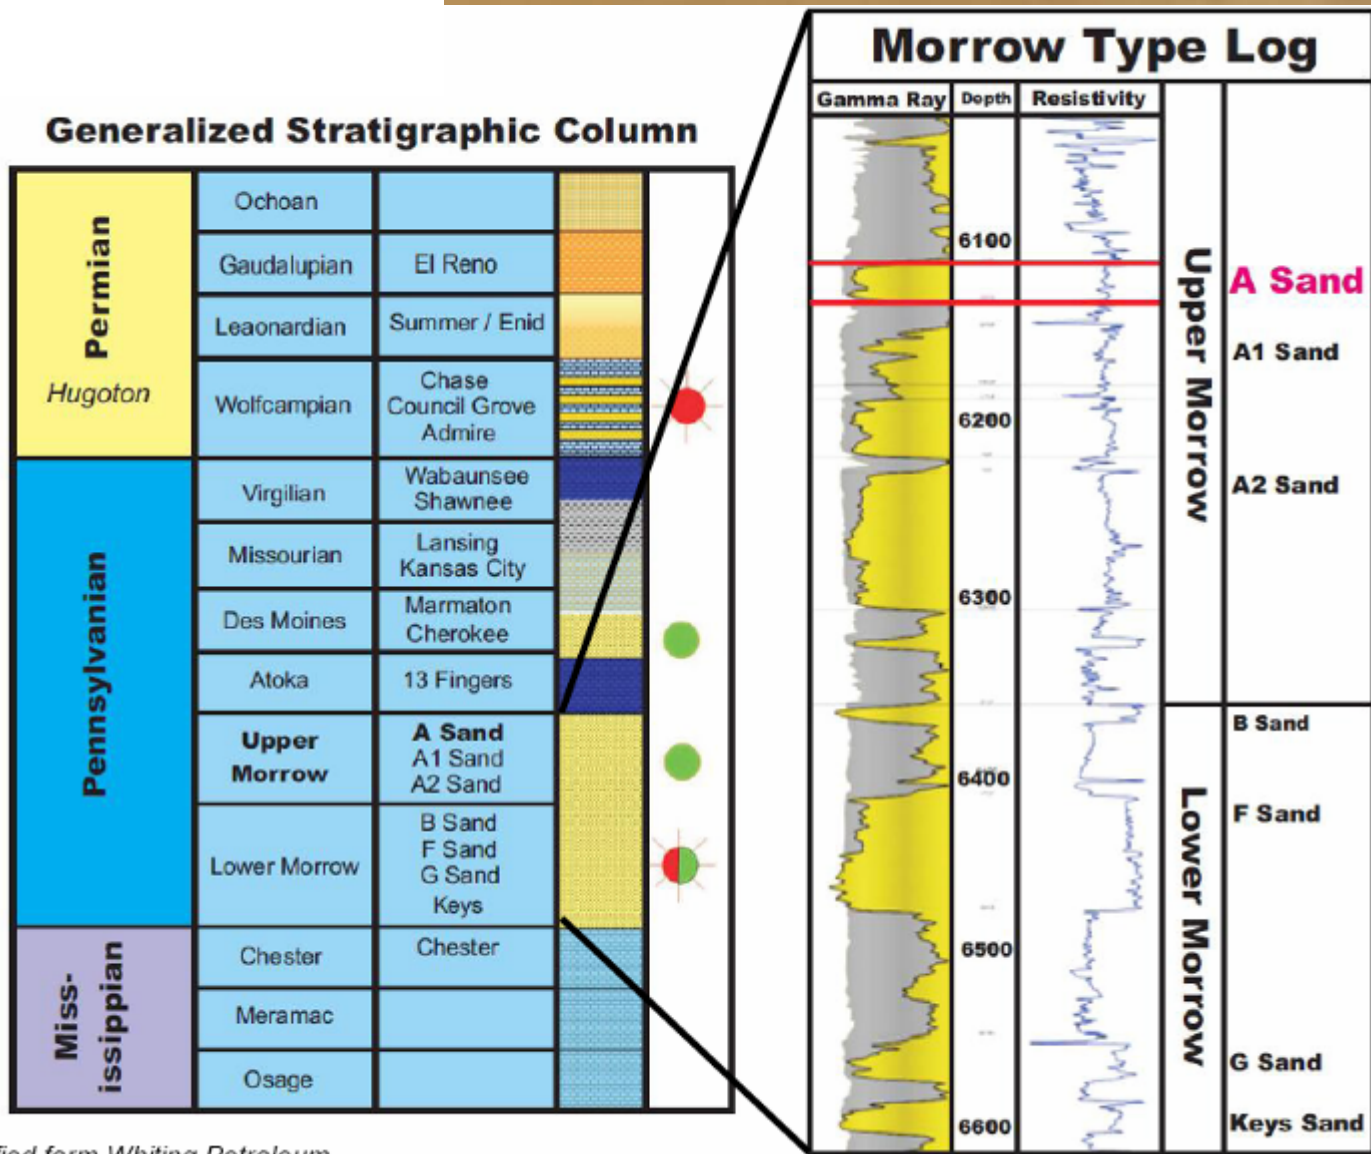 Generalized Stratigraphic Column
Permian
Hugoton
Ochoan
Gaudalupian
El Reno
Leaonardian
Summer / Enid
Wolfcampian
Chase
Council Grove
Admire
Pennsylvanian
Virgilian
Wabaunsee
Shawnee
Missourian
Lansing
Kansas City
Des Moines
Marmaton
Cherokee
Atoka
13 Fingers
Upper
Morrow
A Sand
A1 Sand
A2 Sand
Lower Morrow
B Sand
F Sand
G Sand
Keys
Miss-
issippian
Chester
Chester
Meramac
Osage
form Whiting Petroleum
Morrow Type Log
Gamma Ray
Depth
Resistivity
6100
6200
6300
6400
6500
6600
Upper Morrow
A Sand
A1 Sand
A2 Sand
Lower Morrow
B Sand
F Sand
G Sand
Keys Sand